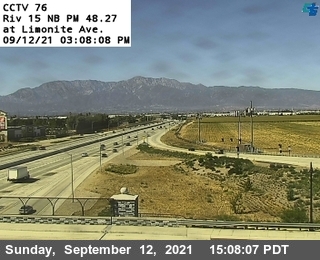 CCTV 76
Riv 15 NB PM 48.27
at Limonite Ave.
09/12/21 03:08:08 PM
Sunday, September 12, 2021 15:08:07 PDT